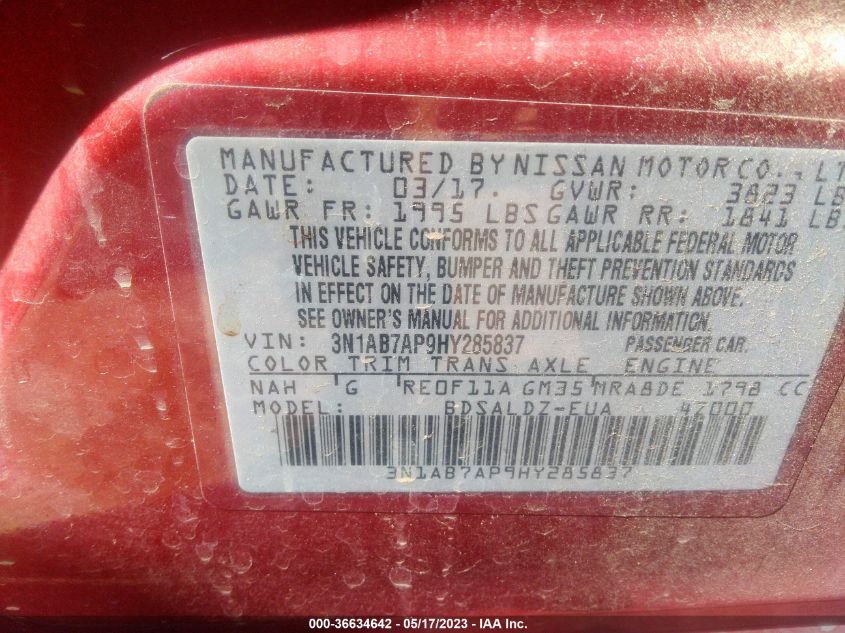 MANUFACTURED BY NISSAN MOTOR CO., LT
DATE: 03/17. GVWR: 3823 LB
GAWR FR: 1995 LBS GAWR RR: 1841 LB
THIS VEHICLE CONFORMS TO ALL APPLICABLE FEDERAL MOTOR
VEHICLE SAFETY, BUMPER AND THEFT PREVENTION STANDARDS
IN EFFECT ON THE DATE OF MANUFACTURE SHOWN ABOVE.
SEE OWNER'S MANUAL FOR ADDITIONAL INFORMATION.
VIN: 3N1AB7AP9HY285837 PASSENGER CAR.
COLOR TRIM TRANS AXLE ENGINE
NAH G RE0F11A GM35 MRA8DE 1798 CC
MODEL: BDSALDZ-EUA 47000
3N1AB7AP9HY285837
000-36634642 - 05/17/2023 - IAA Inc.